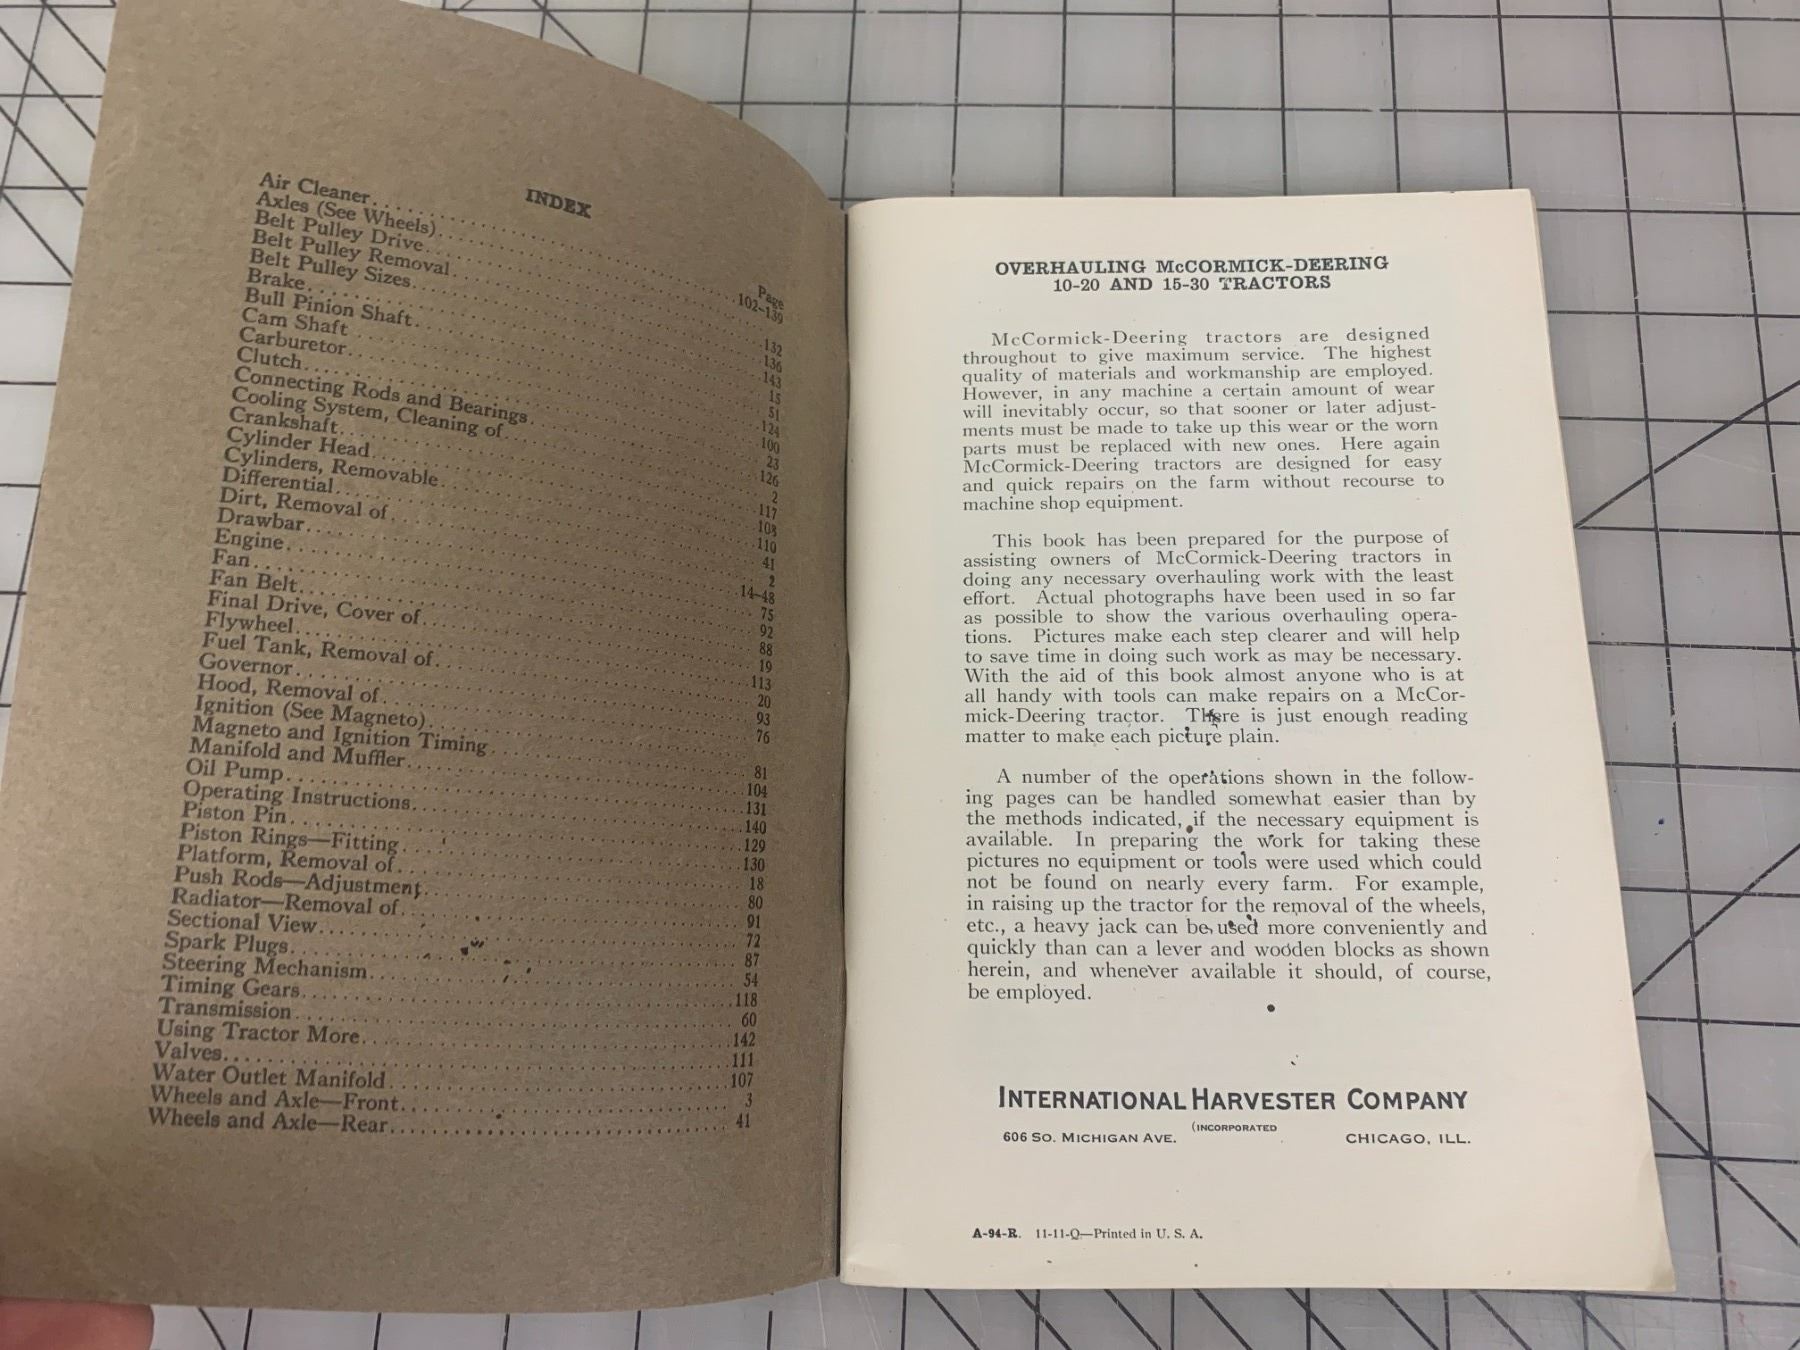 INDEX
Page
Air Cleaner 102-139
Axles (See Wheels)
Belt Pulley Drive 132
Belt Pulley Removal 136
Belt Pulley Sizes 143
Brake 15
Bull Pinion Shaft 51
Cam Shaft 124
Carburetor 100
Clutch 23
Connecting Rods and Bearings 126
Cooling System, Cleaning of 2
Crankshaft 117
Cylinder Head 108
Cylinders, Removable 110
Differential 41
Dirt, Removal of 2
Drawbar 14-48
Engine 75
Fan 92
Fan Belt 88
Final Drive, Cover of 19
Flywheel 113
Fuel Tank, Removal of 20
Governor 93
Hood, Removal of 76
Ignition (See Magneto)
Magneto and Ignition Timing 81
Manifold and Muffler 104
Oil Pump 131
Operating Instructions 140
Piston Pin 129
Piston Rings—Fitting 130
Platform, Removal of 18
Push Rods—Adjustment 80
Radiator—Removal of 91
Sectional View 72
Spark Plugs 87
Steering Mechanism 54
Timing Gears 118
Transmission 60
Using Tractor More 142
Valves 111
Water Outlet Manifold 107
Wheels and Axle—Front 3
Wheels and Axle—Rear 41
OVERHAULING McCORMICK-DEERING
10-20 AND 15-30 TRACTORS
McCormick-Deering tractors are designed
throughout to give maximum service. The highest
quality of materials and workmanship are employed.
However, in any machine a certain amount of wear
will inevitably occur, so that sooner or later adjust-
ments must be made to take up this wear or the worn
parts must be replaced with new ones. Here again
McCormick-Deering tractors are designed for easy
and quick repairs on the farm without recourse to
machine shop equipment.
This book has been prepared for the purpose of
assisting owners of McCormick-Deering tractors in
doing any necessary overhauling work with the least
effort. Actual photographs have been used in so far
as possible to show the various overhauling opera-
tions. Pictures make each step clearer and will help
to save time in doing such work as may be necessary.
With the aid of this book almost anyone who is at
all handy with tools can make repairs on a McCor-
mick-Deering tractor. There is just enough reading
matter to make each picture plain.
A number of the operations shown in the follow-
ing pages can be handled somewhat easier than by
the methods indicated, if the necessary equipment is
available. In preparing the work for taking these
pictures no equipment or tools were used which could
not be found on nearly every farm. For example,
in raising up the tractor for the removal of the wheels,
etc., a heavy jack can be used more conveniently and
quickly than can a lever and wooden blocks as shown
herein, and whenever available it should, of course,
be employed.
INTERNATIONAL HARVESTER COMPANY
606 SO. MICHIGAN AVE. (INCORPORATED CHICAGO, ILL.
A-94-R. 11-11-Q—Printed in U. S. A.